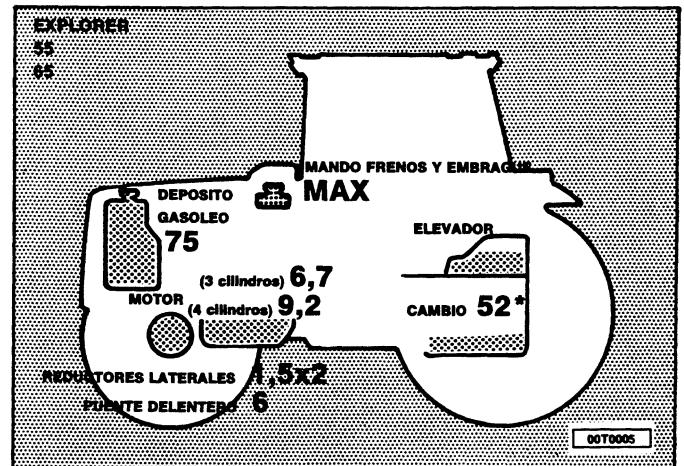 EXPLORER
55
65
MANDO FRENOS Y EMBRAGUE
MAX
DEPOSITO
GASOLEO
75
ELEVADOR
(3 cilindros) 6,7
MOTOR
(4 cilindros) 9,2
CAMBIO 52*
REDUCTORES LATERALES 1,5x2
PUENTE DELENTERO 6
00T0005